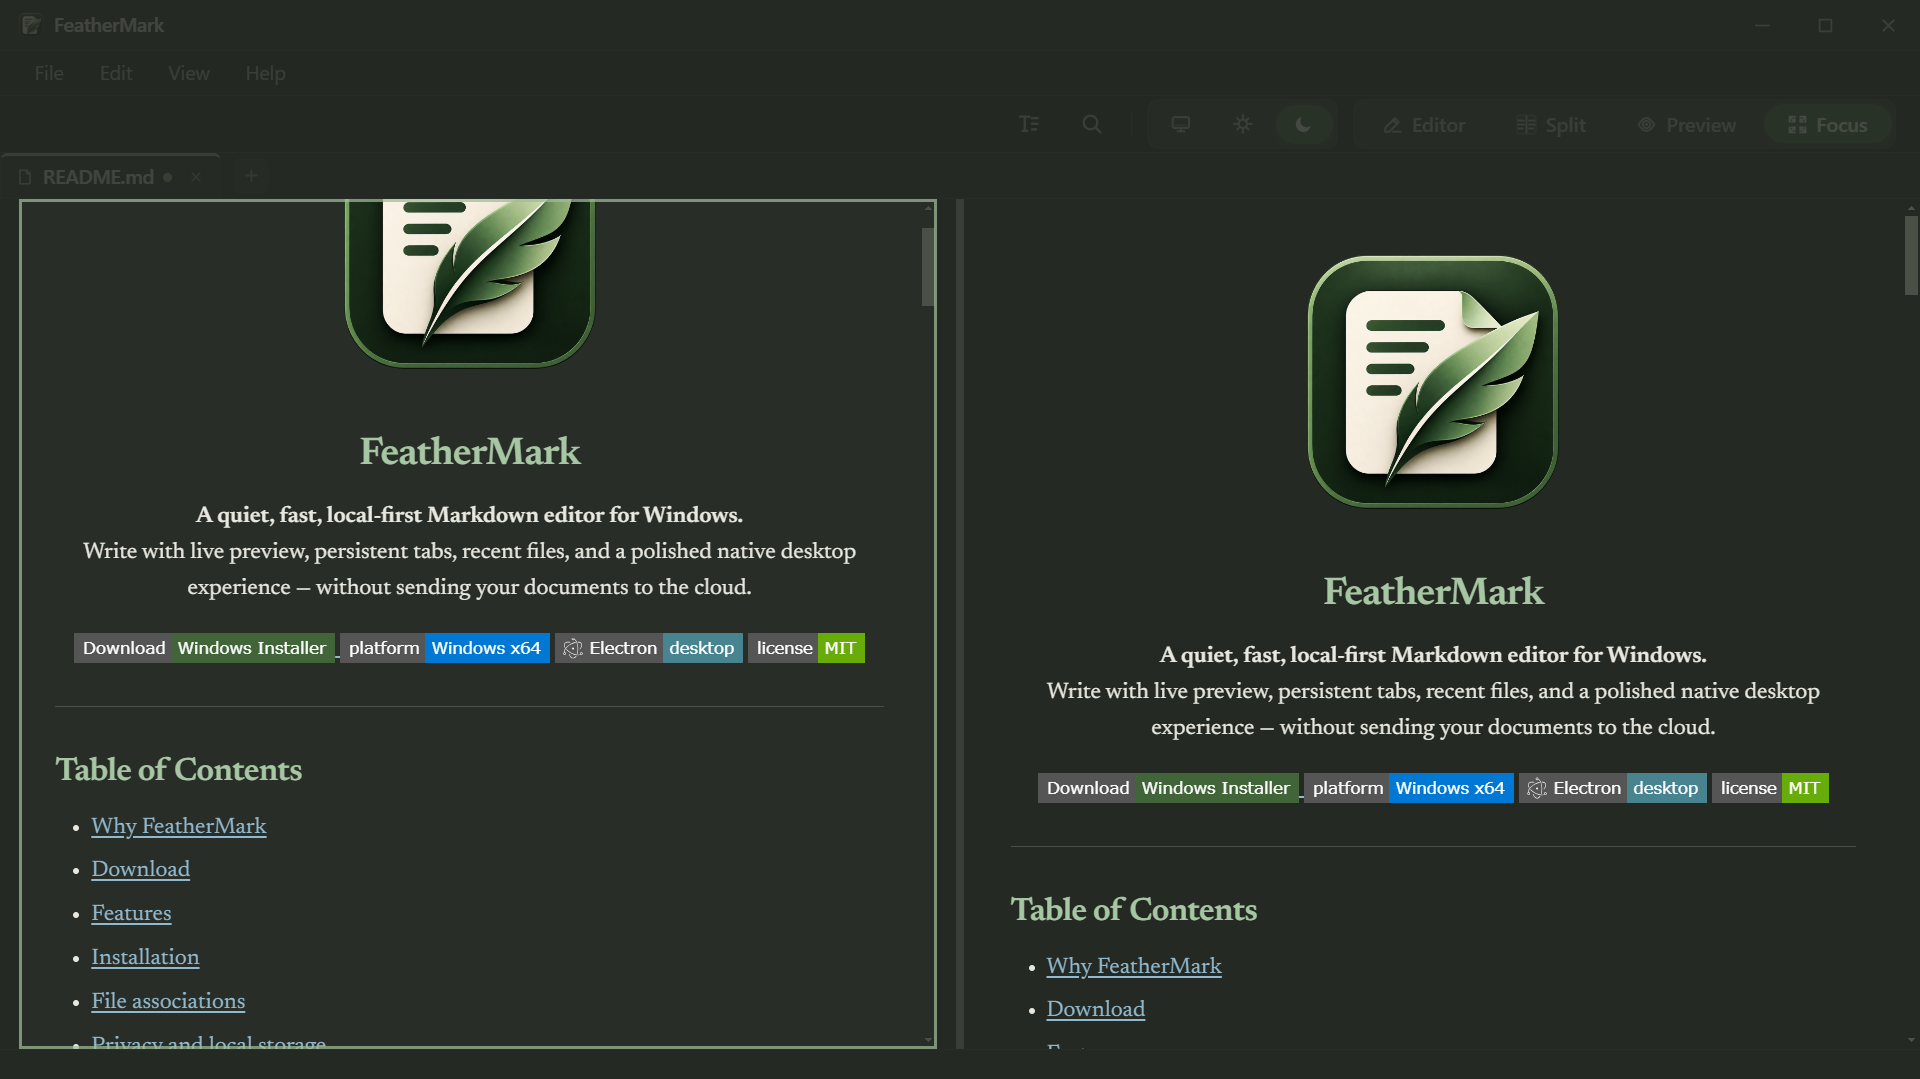 FeatherMark
File Edit View Help
Editor Split Preview Focus
README.md
FeatherMark
A quiet, fast, local-first Markdown editor for Windows.
Write with live preview, persistent tabs, recent files, and a polished native desktop
experience — without sending your documents to the cloud.
Download Windows Installer platform Windows x64 Electron desktop license MIT
Table of Contents
• Why FeatherMark
• Download
• Features
• Installation
• File associations
• Privacy and local storage
FeatherMark
A quiet, fast, local-first Markdown editor for Windows.
Write with live preview, persistent tabs, recent files, and a polished native desktop
experience — without sending your documents to the cloud.
Download Windows Installer platform Windows x64 Electron desktop license MIT
Table of Contents
• Why FeatherMark
• Download